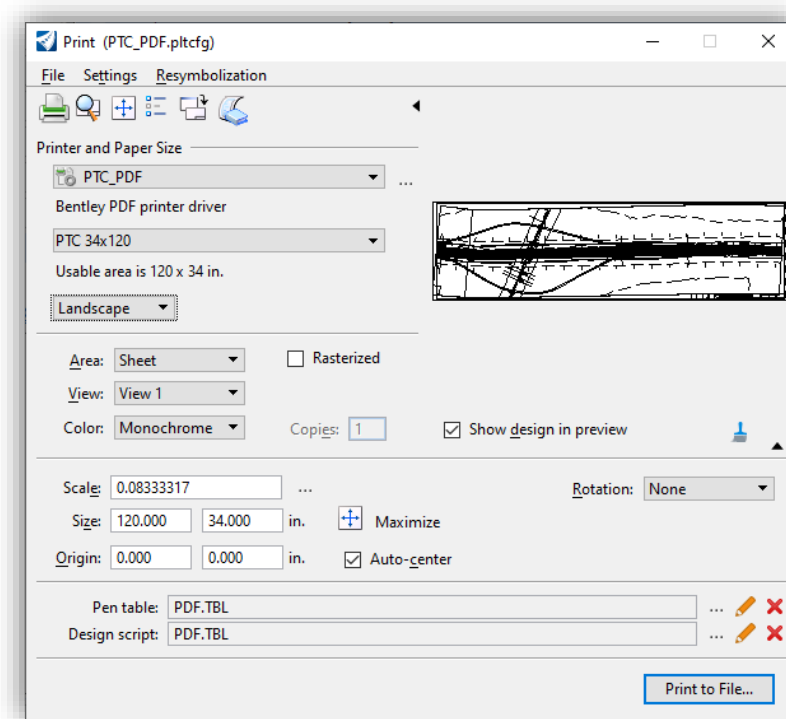 Print (PTC_PDF.pltcfg)
File Settings Resymbolization
Printer and Paper Size
PTC_PDF ...
Bentley PDF printer driver
PTC 34x120
Usable area is 120 x 34 in.
Landscape
Area: Sheet Rasterized
View: View 1
Color: Monochrome Copies: 1 Show design in preview
Scale: 0.08333317 ... Rotation: None
Size: 120.000 34.000 in. Maximize
Origin: 0.000 0.000 in. Auto-center
Pen table: PDF.TBL ...
Design script: PDF.TBL ...
Print to File...